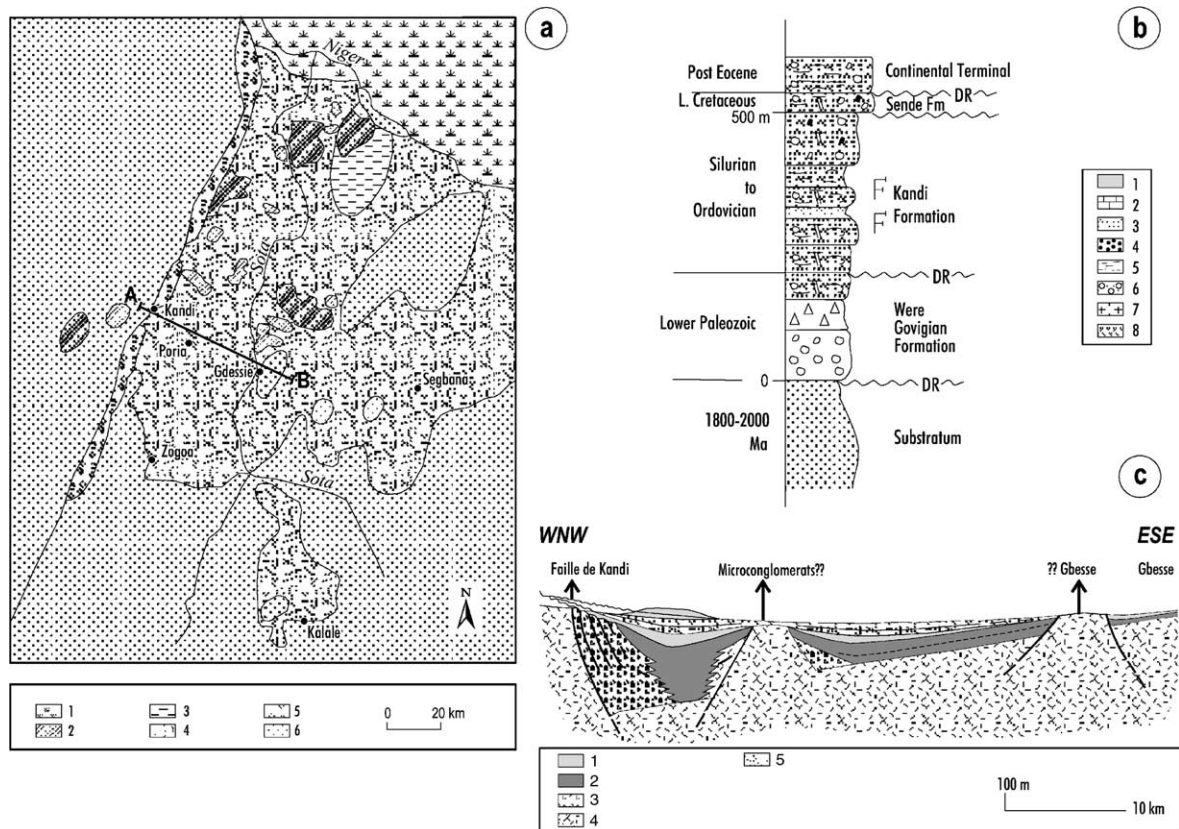 a
Niger
Sota
A
Kandi
Poria
Gdessie
B
Segbana
Zogoa
Sota
N
Kalale
1
3
5
2
4
6
0 20 km
b
Post Eocene
Continental Terminal
DR
L. Cretaceous
Sende Fm
500 m
Silurian
to
Ordovician
Kandi
Formation
DR
Lower Paleozoic
Were
Govigian
Formation
0
DR
1800-2000
Ma
Substratum
1
2
3
4
5
6
7
8
c
WNW
ESE
Faille de Kandi
Microconglomerats??
?? Gbesse
Gbesse
1
5
2
3
4
100 m
10 km